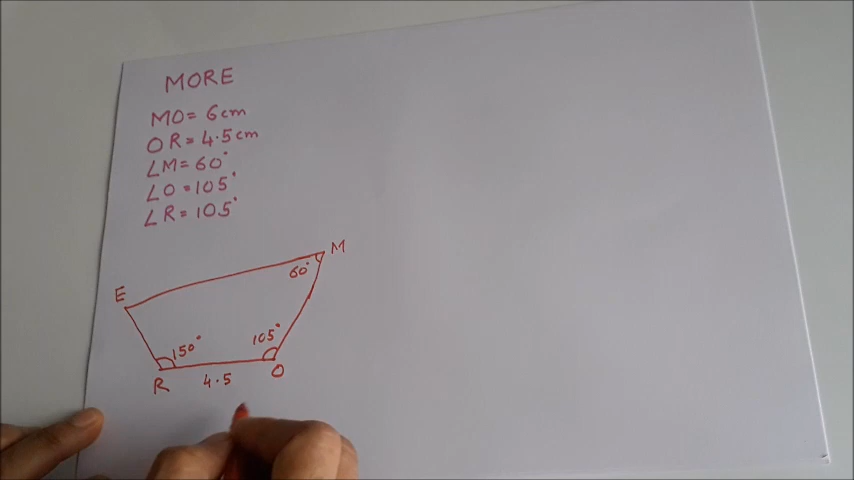 MORE
MO = 6cm
OR = 4.5cm
∠M = 60°
∠O = 105°
∠R = 105°
M
60°
E
105°
150°
R
4.5
O